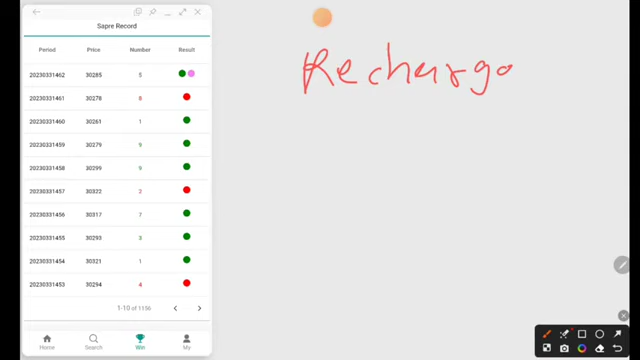 Sapre Record
Period Price Number Result
20230331462 30285 5
20230331461 30278 8
20230331460 30261 1
20230331459 30279 9
20230331458 30299 9
20230331457 30322 2
20230331456 30317 7
20230331455 30293 3
20230331454 30321 1
20230331453 30294 4
1-10 of 1156
Home Search Win My
Rechargo